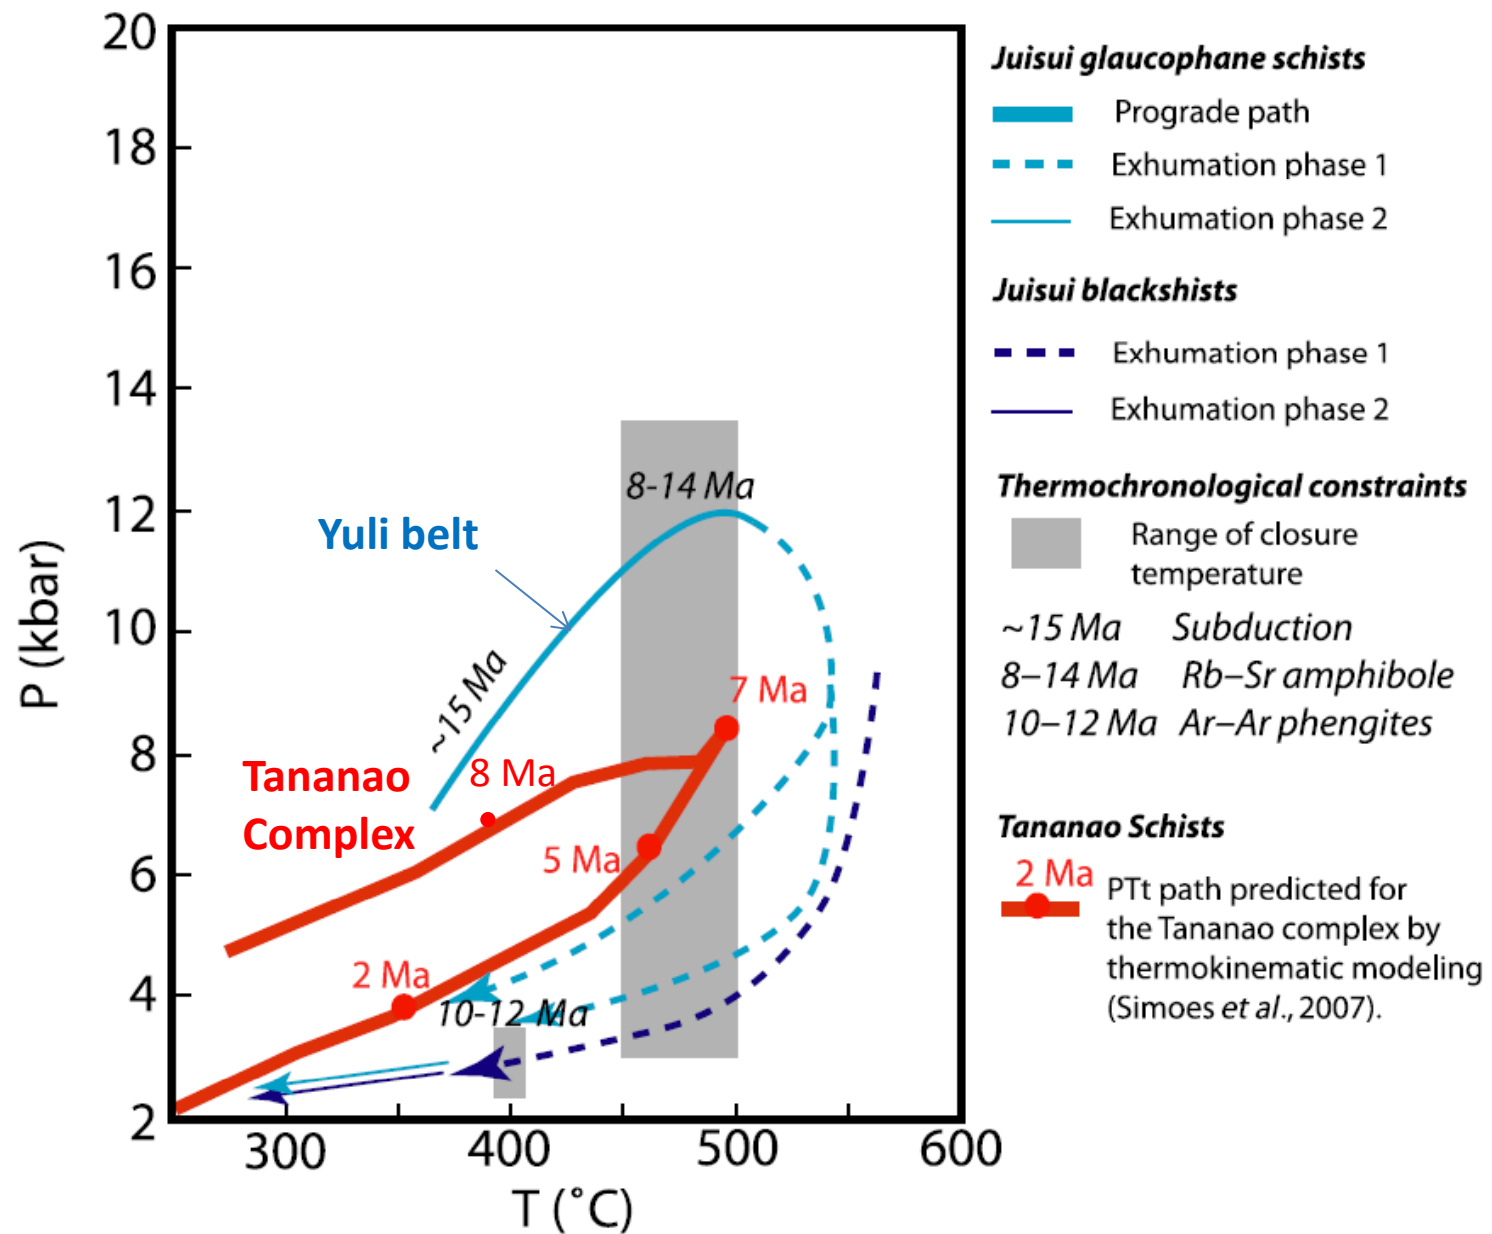 20
18
16
14
12
10
8
6
4
2
P (kbar)
300
400
500
600
T (˚C)
8-14 Ma
Yuli belt
~15 Ma
7 Ma
Tananao
Complex
8 Ma
5 Ma
2 Ma
10-12 Ma
Juisui glaucophane schists
Prograde path
Exhumation phase 1
Exhumation phase 2
Juisui blackshists
Exhumation phase 1
Exhumation phase 2
Thermochronological constraints
Range of closure
temperature
~15 Ma Subduction
8–14 Ma Rb–Sr amphibole
10–12 Ma Ar–Ar phengites
Tananao Schists
2 Ma
PTt path predicted for
the Tananao complex by
thermokinematic modeling
(Simoes et al., 2007).